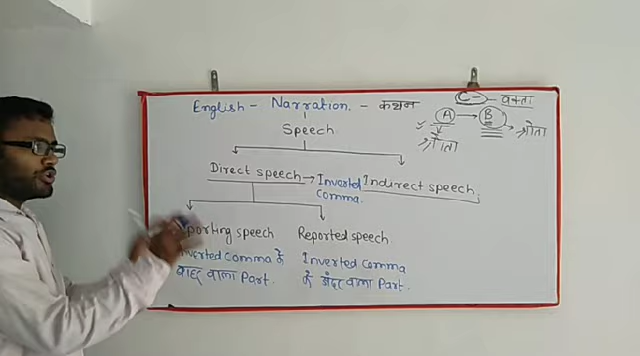 English - Narration - कथन
C - वक्ता
A → B
श्रोता
श्रोता
Speech
Direct speech → Inverted Comma.
Indirect speech
porting speech
Reported speech.
nverted comma के
बाहर वाला Part.
Inverted comma
के अंदर वाला Part.